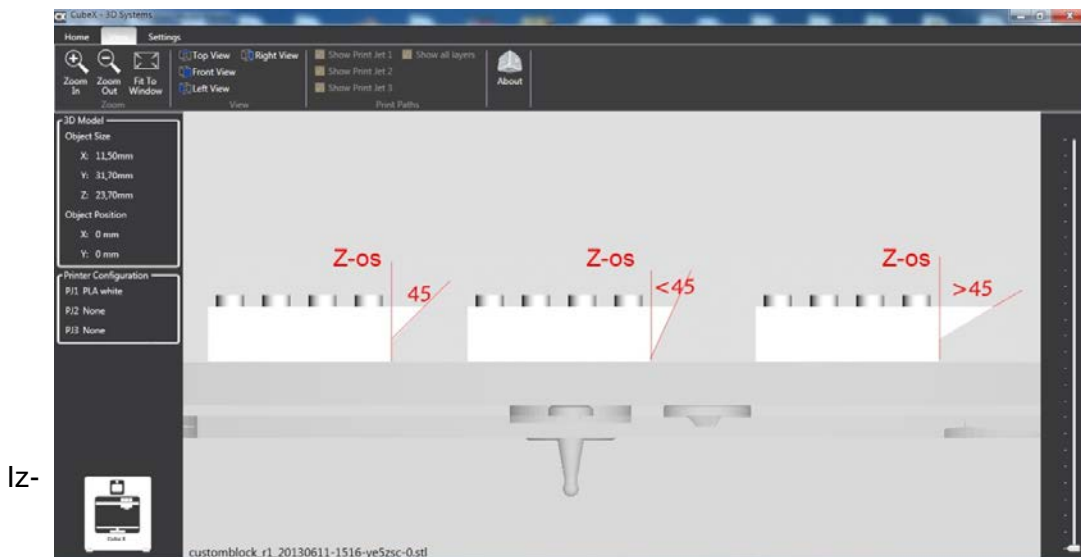 CubeX - 3D Systems
Home
Settings
Zoom In
Zoom Out
Fit To Window
Zoom
Top View
Right View
Front View
Left View
View
Show Print Jet 1
Show all layers
Show Print Jet 2
Show Print Jet 3
Print Paths
About
3D Model
Object Size
X: 11,50mm
Y: 31,70mm
Z: 23,70mm
Object Position
X: 0 mm
Y: 0 mm
Printer Configuration
PJ1 PLA white
PJ2 None
PJ3 None
Z-os
45
Z-os
<45
Z-os
>45
Iz-
Cube X
customblock_r1_20130611-1516-ye5zsc-0.stl